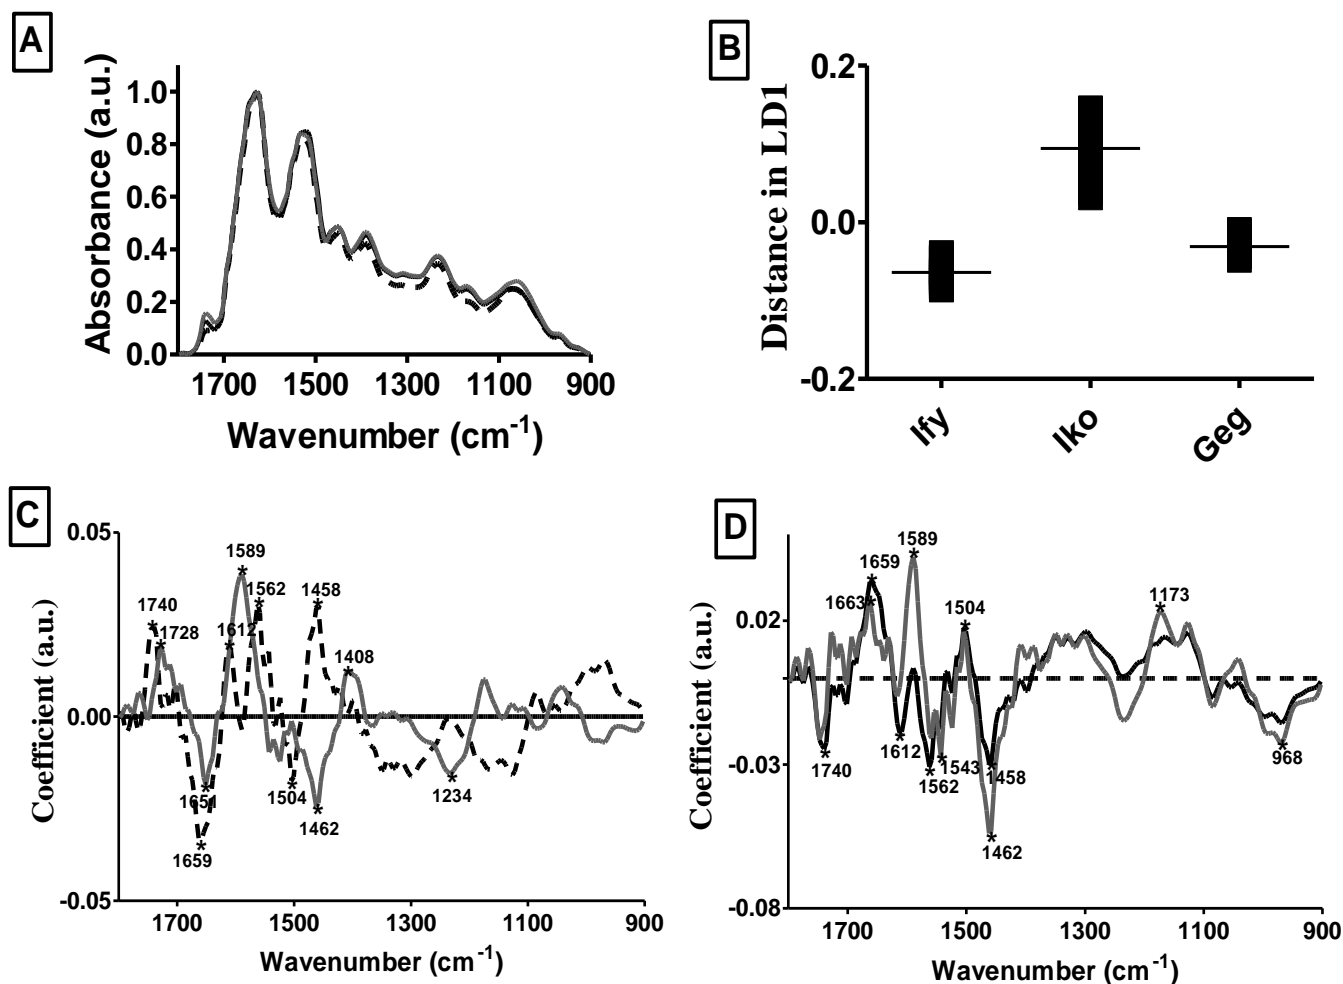 A
Absorbance (a.u.)
1.0
0.8
0.6
0.4
0.2
0.0
1700 1500 1300 1100 900
Wavenumber (cm-1)
B
Distance in LD1
0.2
0.0
-0.2
Ify Iko Geg
C
Coefficient (a.u.)
0.05
0.00
-0.05
1589
1562
1458
1740
1728
1612
1408
1651
1504
1234
1462
1659
1700 1500 1300 1100 900
Wavenumber (cm-1)
D
Coefficient (a.u.)
0.02
-0.03
-0.08
1589
1659
1663
1504
1173
1740
1612
1562
1543
1458
968
1462
1700 1500 1300 1100 900
Wavenumber (cm-1)